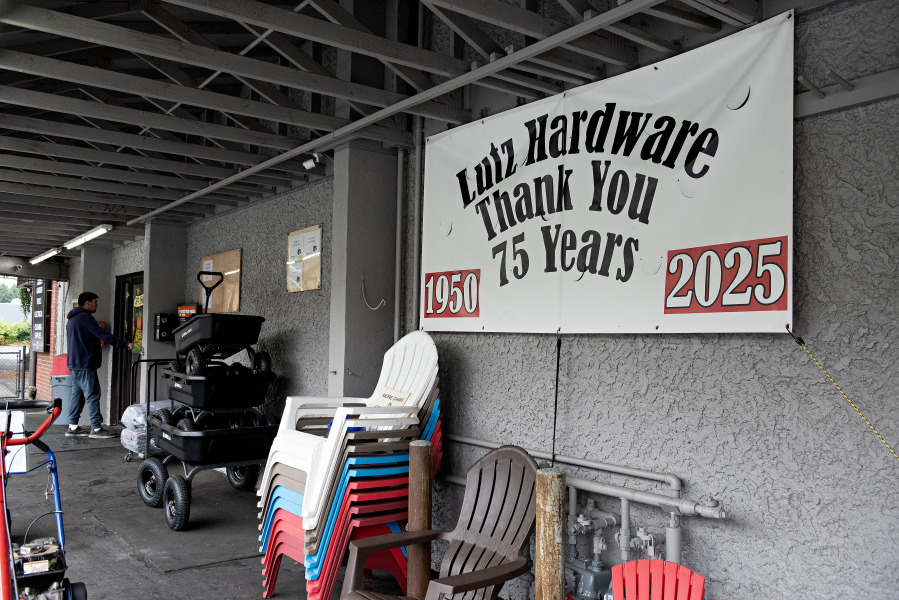 Lutz Hardware
Thank You
75 Years
1950
2025